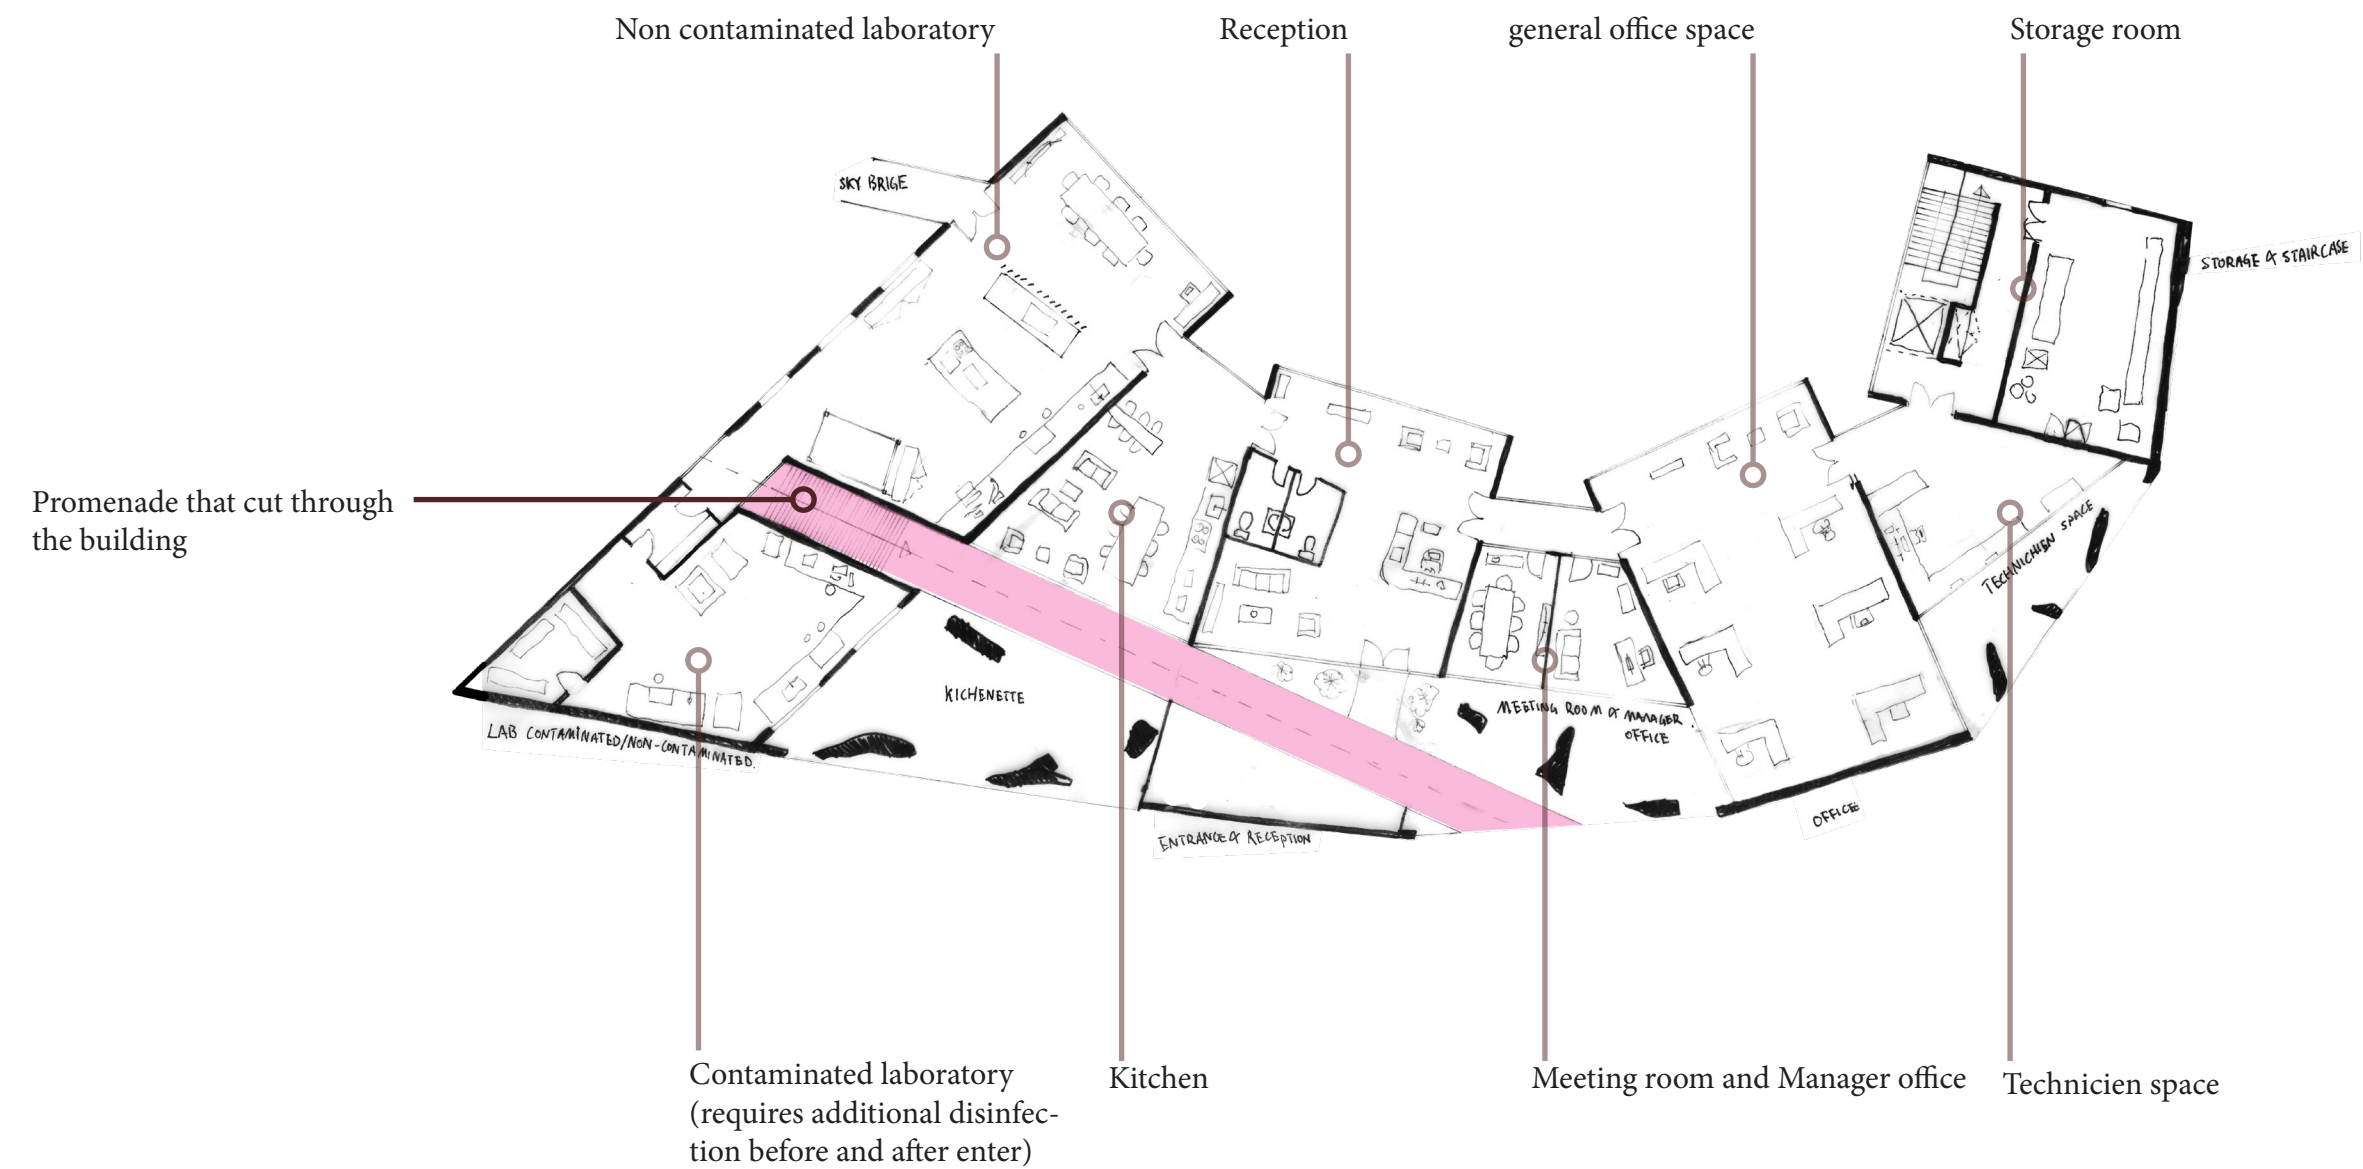 Non contaminated laboratory
Reception
general office space
Storage room
SKY BRIGE
STORAGE & STAIRCASE
Promenade that cut through
the building
TECHNICHIEN SPACE
KICHENETTE
LAB CONTAMINATED/NON-CONTAMINATED.
MEETING ROOM & MANAGER
OFFICE
ENTRANCE & RECEPTION
OFFICE
Contaminated laboratory
(requires additional disinfec-
tion before and after enter)
Kitchen
Meeting room and Manager office
Technicien space